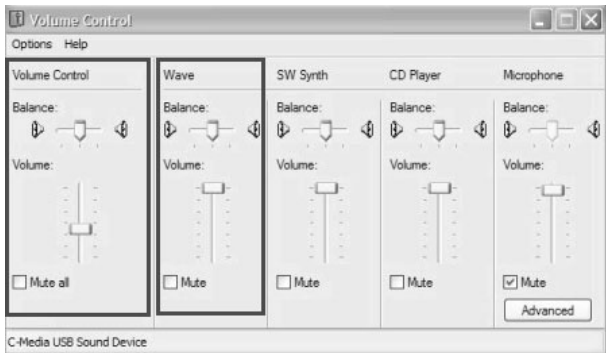 Volume Control
Options Help
Volume Control Wave SW Synth CD Player Microphone
Balance: Balance: Balance: Balance: Balance:
Volume: Volume: Volume: Volume: Volume:
Mute all Mute Mute Mute Mute
Advanced
C-Media USB Sound Device